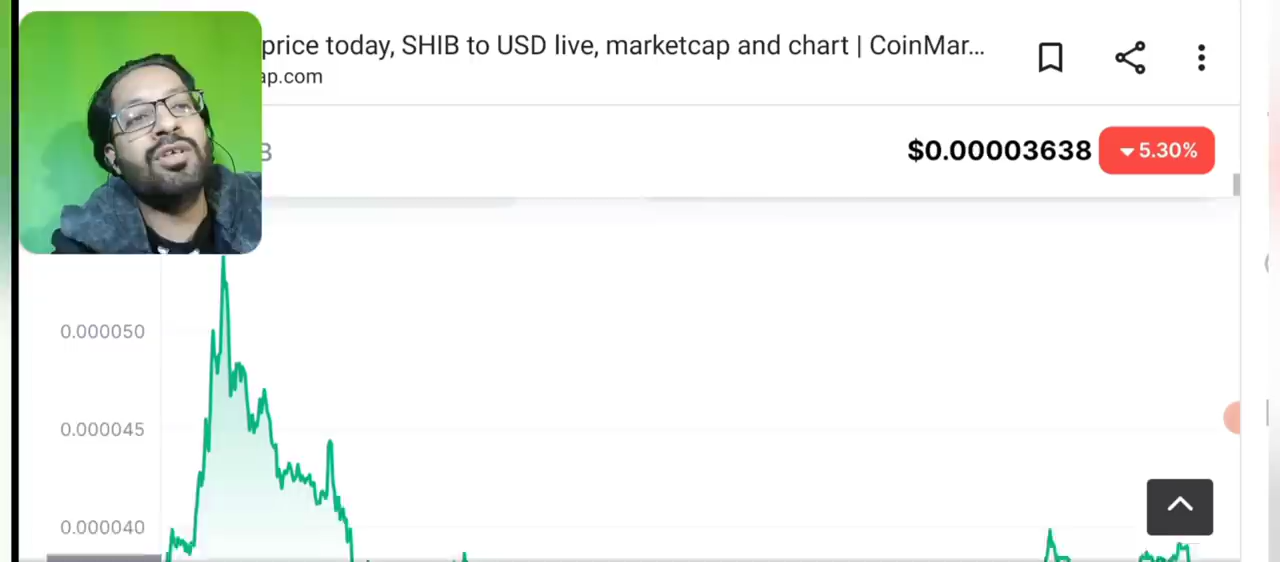 price today, SHIB to USD live, marketcap and chart | CoinMar...
ap.com
B
$0.00003638
5.30%
0.000050
0.000045
0.000040